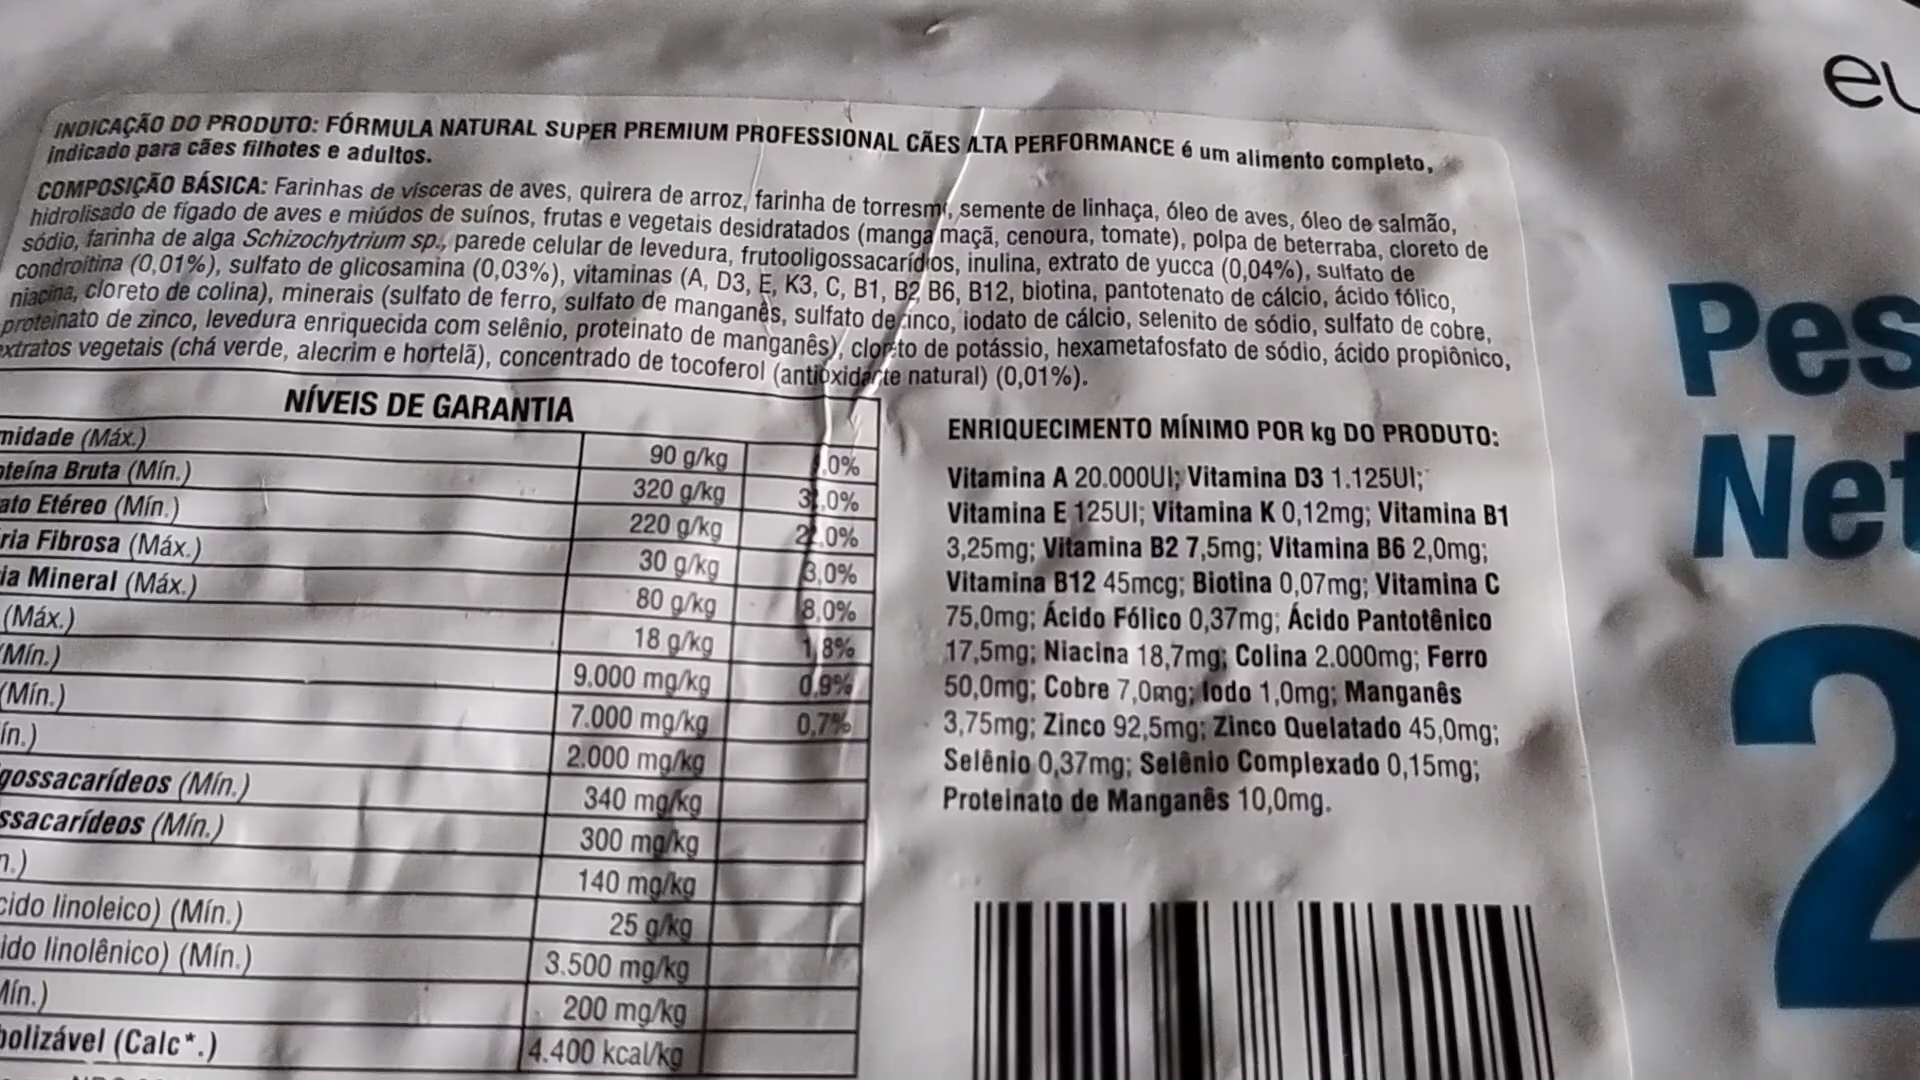 eu
INDICAÇÃO DO PRODUTO: FÓRMULA NATURAL SUPER PREMIUM PROFESSIONAL CÃES ALTA PERFORMANCE é um alimento completo,
indicado para cães filhotes e adultos.
COMPOSIÇÃO BÁSICA: Farinhas de vísceras de aves, quirera de arroz, farinha de torresmo, semente de linhaça, óleo de aves, óleo de salmão,
hidrolisado de fígado de aves e miúdos de suínos, frutas e vegetais desidratados (manga maçã, cenoura, tomate), polpa de beterraba, cloreto de
sódio, farinha de alga Schizochytrium sp., parede celular de levedura, frutooligossacarídeos, inulina, extrato de yucca (0,04%), sulfato de
condroitina (0,01%), sulfato de glicosamina (0,03%), vitaminas (A, D3, E, K3, C, B1, B2 B6, B12, biotina, pantotenato de cálcio, ácido fólico,
niacina, cloreto de colina), minerais (sulfato de ferro, sulfato de manganês, sulfato de zinco, iodato de cálcio, selenito de sódio, sulfato de cobre,
proteinato de zinco, levedura enriquecida com selênio, proteinato de manganês), cloreto de potássio, hexametafosfato de sódio, ácido propiônico,
extratos vegetais (chá verde, alecrim e hortelã), concentrado de tocoferol (antioxidante natural) (0,01%).
NÍVEIS DE GARANTIA
midade (Máx.) 90 g/kg .0%
oteína Bruta (Mín.) 320 g/kg 32,0%
ato Etéreo (Mín.) 220 g/kg 22,0%
ria Fibrosa (Máx.) 30 g/kg 3,0%
ia Mineral (Máx.) 80 g/kg 8,0%
(Máx.) 18 g/kg 1,8%
(Mín.) 9.000 mg/kg 0,9%
(Mín.) 7.000 mg/kg 0,7%
ín.) 2.000 mg/kg
gossacarídeos (Mín.) 340 mg/kg
ssacarídeos (Mín.) 300 mg/kg
n.) 140 mg/kg
cido linoleico) (Mín.) 25 g/kg
ido linolênico) (Mín.) 3.500 mg/kg
Mín.) 200 mg/kg
bolizável (Calc*.) 4.400 kcal/kg
ENRIQUECIMENTO MÍNIMO POR kg DO PRODUTO:
Vitamina A 20.000UI; Vitamina D3 1.125UI;
Vitamina E 125UI; Vitamina K 0,12mg; Vitamina B1
3,25mg; Vitamina B2 7,5mg; Vitamina B6 2,0mg;
Vitamina B12 45mcg; Biotina 0,07mg; Vitamina C
75,0mg; Ácido Fólico 0,37mg; Ácido Pantotênico
17,5mg; Niacina 18,7mg; Colina 2.000mg; Ferro
50,0mg; Cobre 7,0mg; Iodo 1,0mg; Manganês
3,75mg; Zinco 92,5mg; Zinco Quelatado 45,0mg;
Selênio 0,37mg; Selênio Complexado 0,15mg;
Proteinato de Manganês 10,0mg.
Pes
Net
2